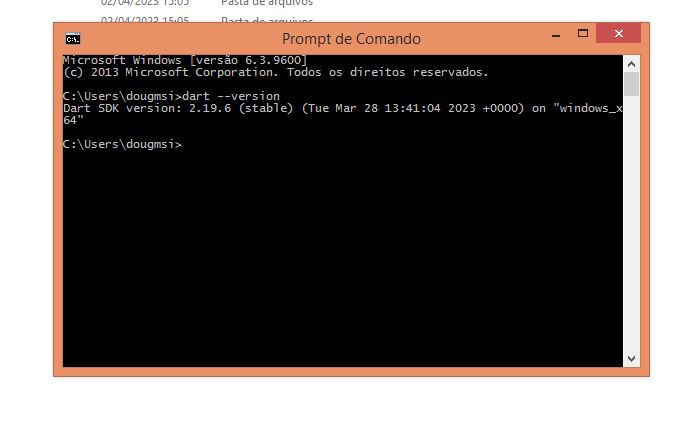 02/04/2023 15:05 Pasta de arquivos
02/04/2023 15:05 Pasta de arquivos
C:\.
Prompt de Comando
Microsoft Windows [versão 6.3.9600]
(c) 2013 Microsoft Corporation. Todos os direitos reservados.
C:\Users\dougmsi>dart --version
Dart SDK version: 2.19.6 (stable) (Tue Mar 28 13:41:04 2023 +0000) on "windows_x
64"
C:\Users\dougmsi>